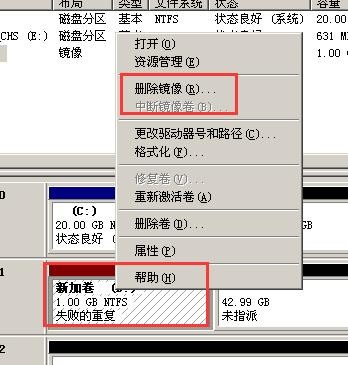 布局 类型 文件系统 状态 容量
磁盘分区 基本 NTFS 状态良好 (系统) 20.00
CHS (E:) 磁盘分区 631 M
镜像 1.00 G
打开(O)
资源管理(E)
删除镜像(R)...
中断镜像卷(B)...
更改驱动器号和路径(C)...
格式化(F)...
修复卷(V)...
重新激活卷(A)
删除卷(D)...
属性(P)
帮助(H)
0
(C:)
20.00 GB N
状态良好 (
1
新加卷
1.00 GB NTFS
失败的重复
42.99 GB
未指派
2